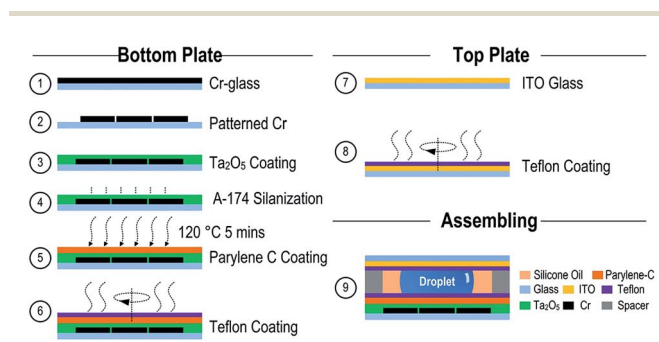 Bottom Plate
1 Cr-glass
2 Patterned Cr
3 Ta₂O₅ Coating
4 A-174 Silanization
120 °C 5 mins
5 Parylene C Coating
6 Teflon Coating
Top Plate
7 ITO Glass
8 Teflon Coating
Assembling
9 Droplet
Silicone Oil Parylene-C
Glass ITO Teflon
Ta₂O₅ Cr Spacer